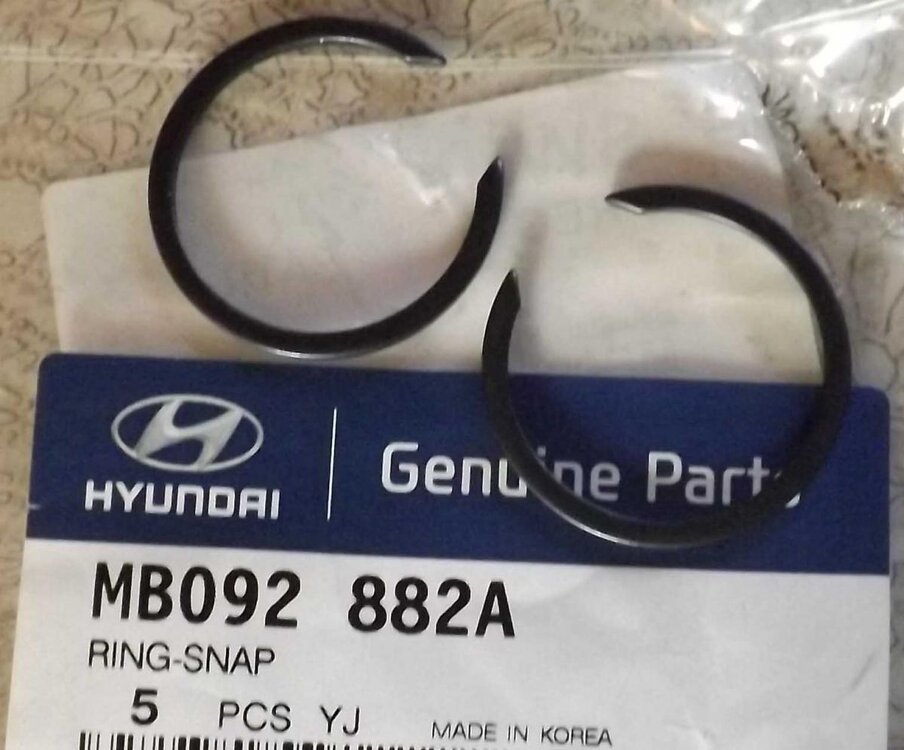 HYUNDAI
Genuine Parts
MB092 882A
RING-SNAP
5 PCS YJ
MADE IN KOREA